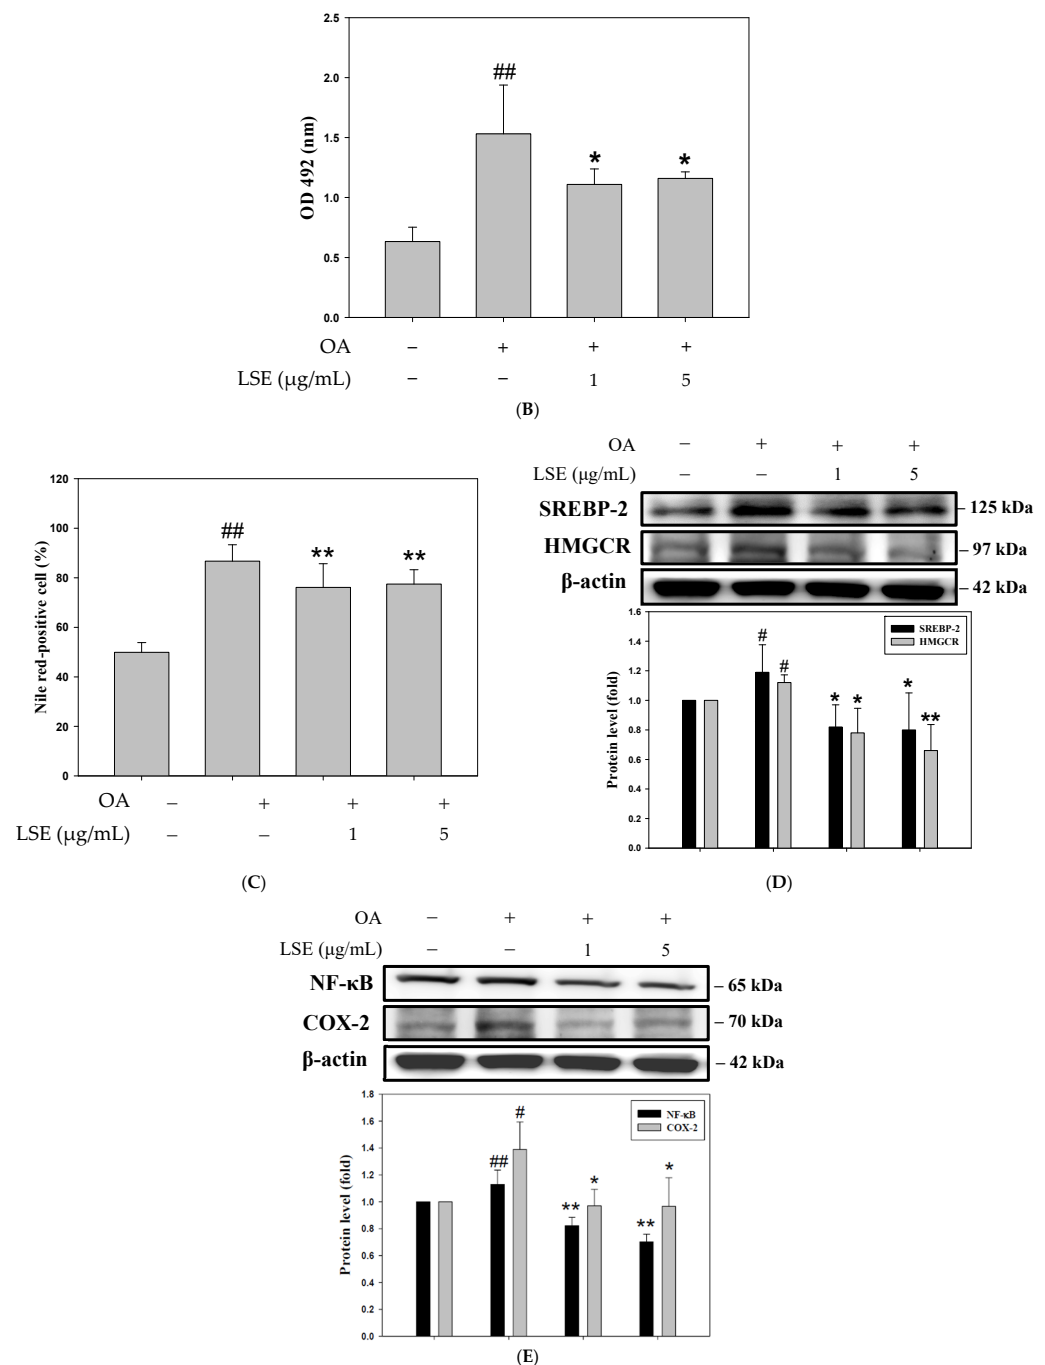 2.5
##
2.0
1.5
*
*
OD 492 (nm)
1.0
0.5
0.0
OA – + + +
LSE (µg/mL) – – 1 5
(B)
120
100
##
**
**
80
Nile red-positive cell (%)
60
40
20
0
OA – + + +
LSE (µg/mL) – – 1 5
(C)
OA – + + +
LSE (µg/mL) – – 1 5
SREBP-2 – 125 kDa
HMGCR – 97 kDa
β-actin – 42 kDa
1.6
SREBP-2
HMGCR
1.4
#
#
1.2
*
*
*
**
1.0
Protein level (fold)
0.8
0.6
0.4
0.2
0.0
(D)
OA – + + +
LSE (µg/mL) – – 1 5
NF-κB – 65 kDa
COX-2 – 70 kDa
β-actin – 42 kDa
1.8
NF-κB
COX-2
1.6
#
1.4
##
1.2
*
*
**
**
1.0
Protein level (fold)
0.8
0.6
0.4
0.2
0.0
(E)